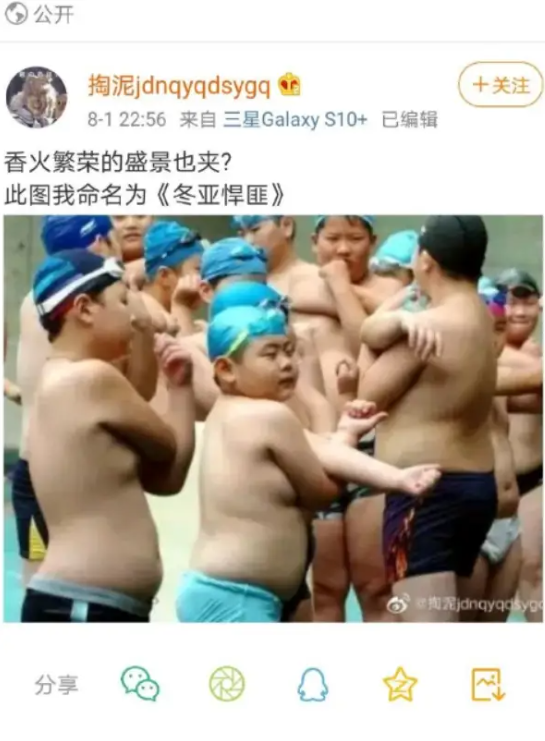 公开
掏泥jdnqyqdsygq
+关注
8-1 22:56 来自 三星Galaxy S10+ 已编辑
香火繁荣的盛景也夹?
此图我命名为《冬亚悍匪》
@掏泥jdnqyqdsygq
分享